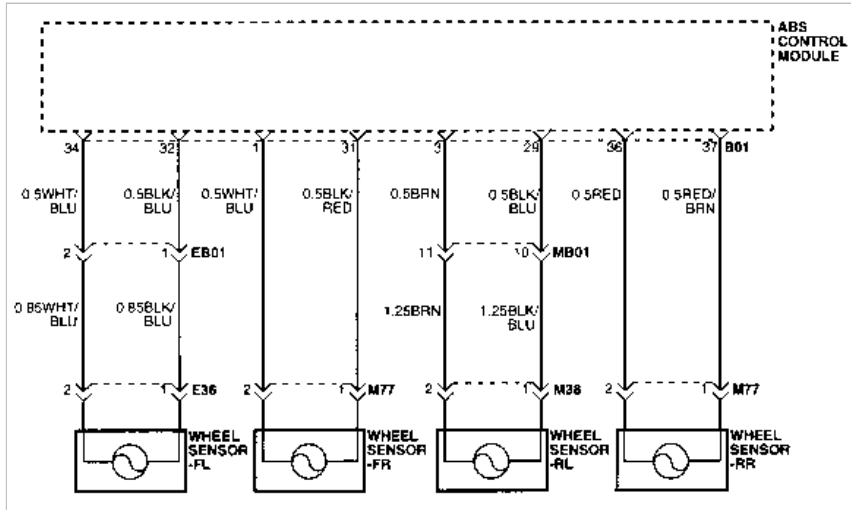 ABS
CONTROL
MODULE
34 32 1 31 3 29 36 37 B01
0.5WHT/
BLU
0.5BLK/
BLU
0.5WHT/
BLU
0.5BLK/
RED
0.5BRN
0.5BLK/
BLU
0.5RED
0.5RED/
BRN
2 1 EB01
11 0 MB01
0.85WHT/
BLU
0.85BLK/
BLU
1.25BRN
1.25BLK/
BLU
2 1 E36
2 1 M77
2 1 M38
2 1 M77
WHEEL
SENSOR
-FL
WHEEL
SENSOR
-FR
WHEEL
SENSOR
-RL
WHEEL
SENSOR
-RR